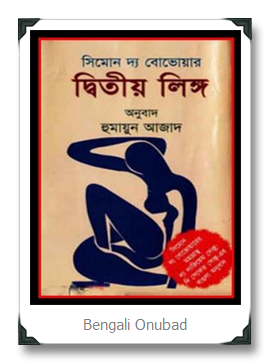 সিমোন দ্য বোভোয়ার
দ্বিতীয় লিঙ্গ
অনুবাদ
হুমায়ুন আজাদ
সিমোন
দ্য বোভোয়ারের
Bengali Onubad